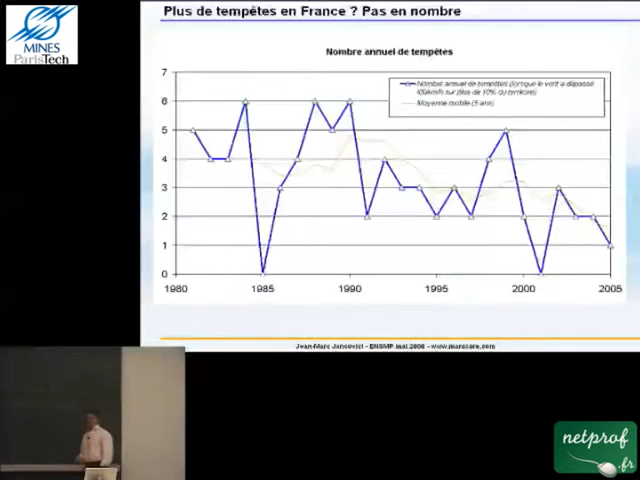 Plus de tempêtes en France ? Pas en nombre
MINES
ParisTech
Nombre annuel de tempêtes
Nombre annuel de tempêtes (lorsque le vent a dépassé
sur plus de 10% du territoire)
Moyenne mobile (5 ans)
7
6
5
4
3
2
1
0
1980 1985 1990 1995 2000 2005
Jean-Marc Jancovici - ENSMP mai 2008 - www.manicore.com
netprof
.fr